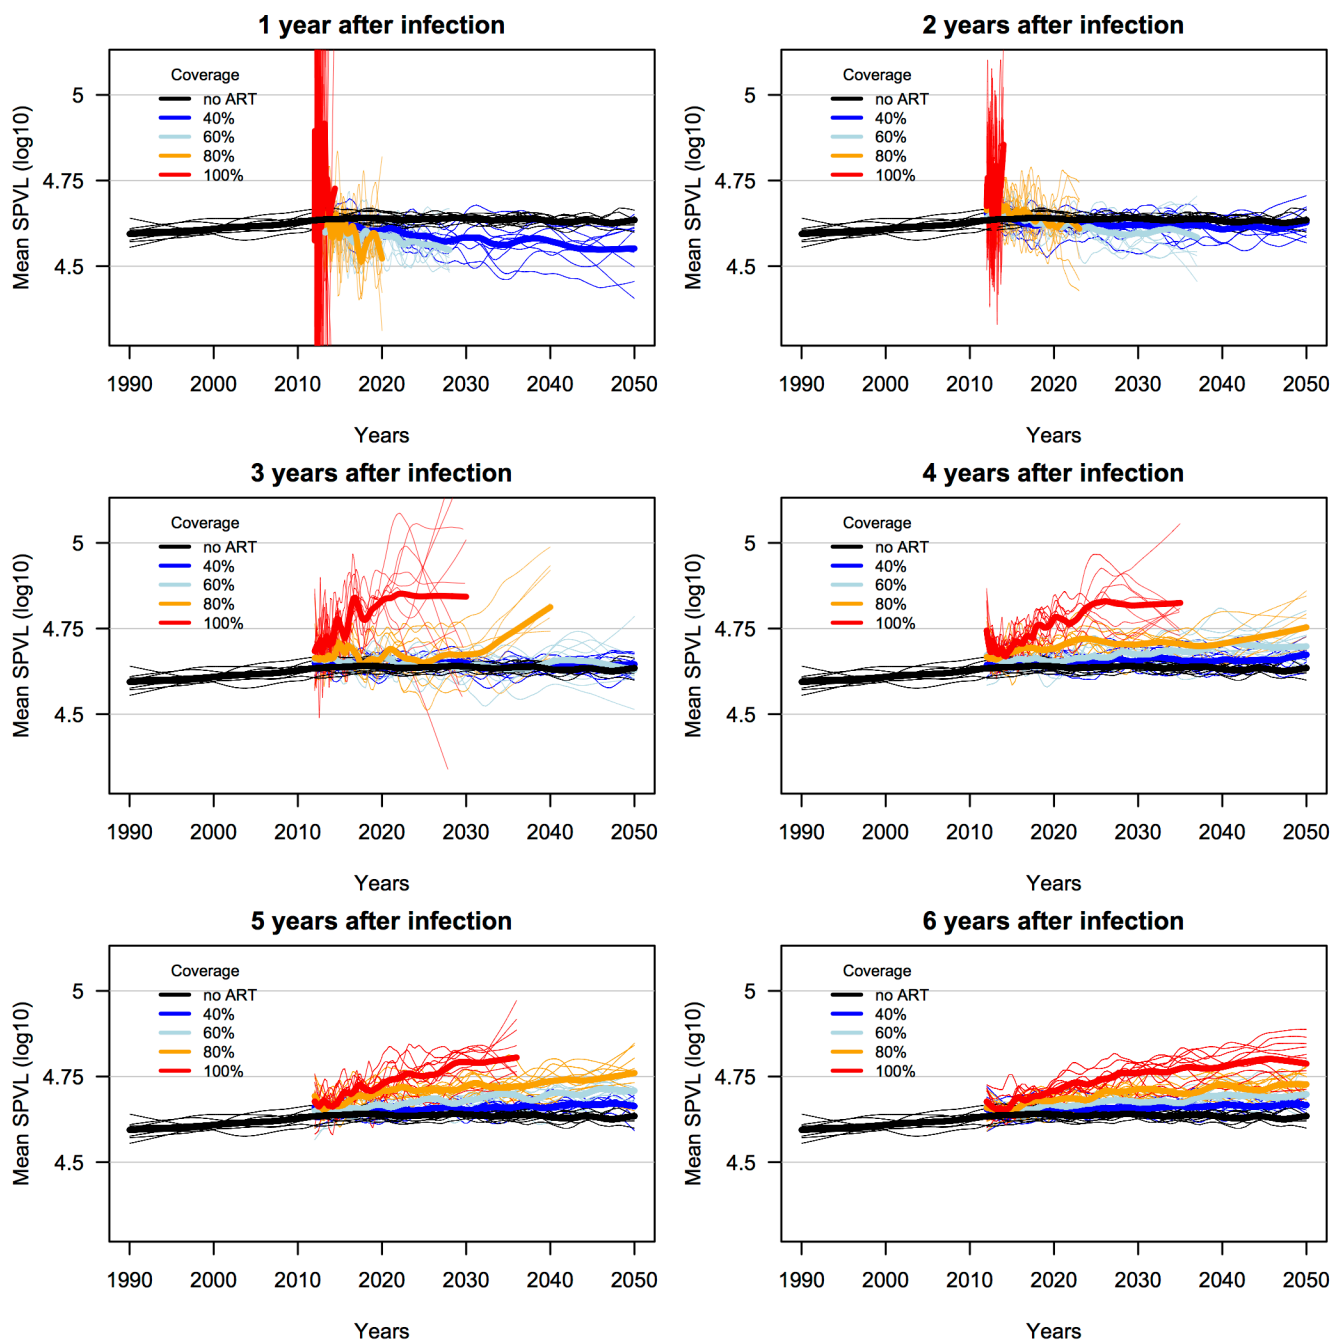 1 year after infection
Mean SPVL (log10)
Coverage
no ART
40%
60%
80%
100%
5
4.75
4.5
1990 2000 2010 2020 2030 2040 2050
Years
2 years after infection
Mean SPVL (log10)
Coverage
no ART
40%
60%
80%
100%
5
4.75
4.5
1990 2000 2010 2020 2030 2040 2050
Years
3 years after infection
Mean SPVL (log10)
Coverage
no ART
40%
60%
80%
100%
5
4.75
4.5
1990 2000 2010 2020 2030 2040 2050
Years
4 years after infection
Mean SPVL (log10)
Coverage
no ART
40%
60%
80%
100%
5
4.75
4.5
1990 2000 2010 2020 2030 2040 2050
Years
5 years after infection
Mean SPVL (log10)
Coverage
no ART
40%
60%
80%
100%
5
4.75
4.5
1990 2000 2010 2020 2030 2040 2050
Years
6 years after infection
Mean SPVL (log10)
Coverage
no ART
40%
60%
80%
100%
5
4.75
4.5
1990 2000 2010 2020 2030 2040 2050
Years